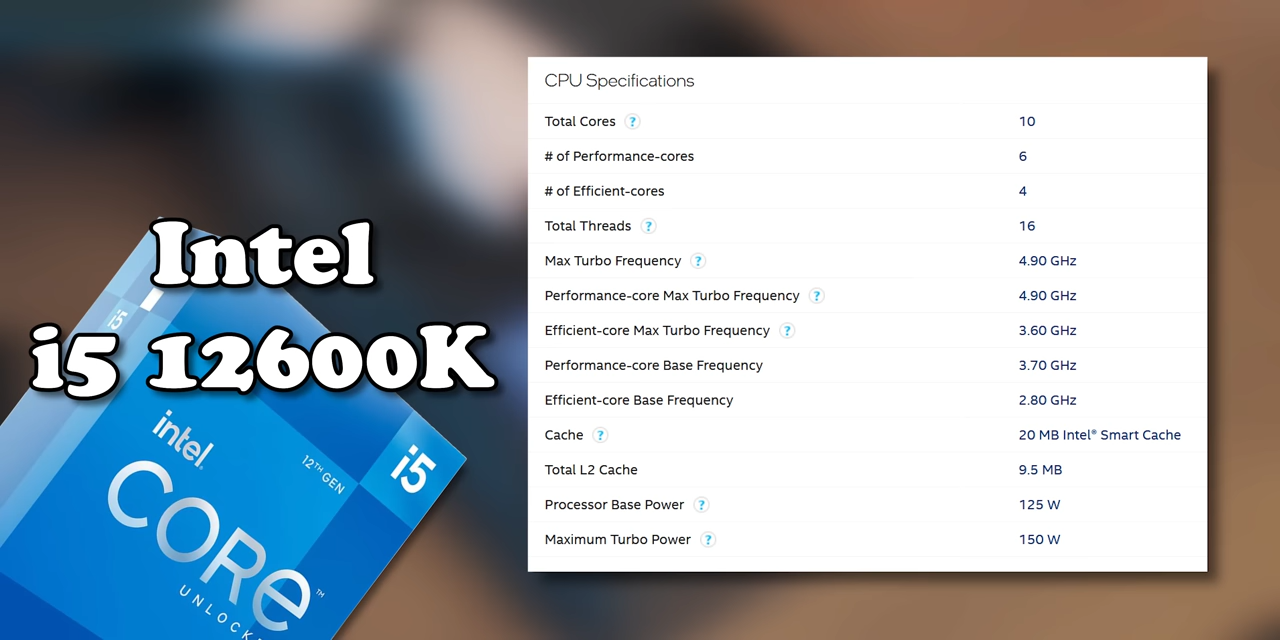 Intel
i5 12600K
i5
intel.
12TH GEN
i5
CORE™
CPU Specifications
Total Cores ? 10
# of Performance-cores 6
# of Efficient-cores 4
Total Threads ? 16
Max Turbo Frequency ? 4.90 GHz
Performance-core Max Turbo Frequency ? 4.90 GHz
Efficient-core Max Turbo Frequency ? 3.60 GHz
Performance-core Base Frequency 3.70 GHz
Efficient-core Base Frequency 2.80 GHz
Cache ? 20 MB Intel® Smart Cache
Total L2 Cache 9.5 MB
Processor Base Power ? 125 W
Maximum Turbo Power ? 150 W